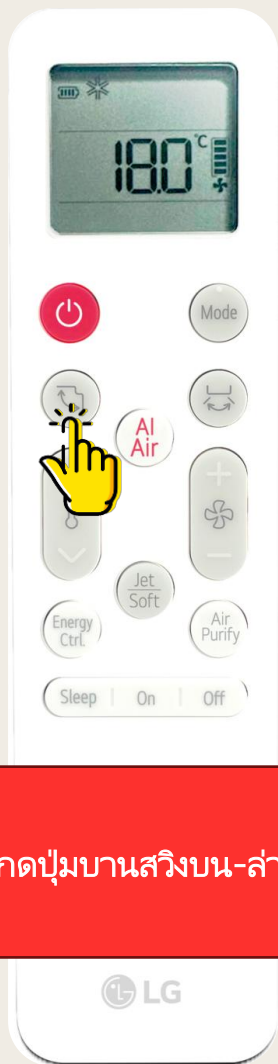 18.0 °C
Mode
AI
Air
Jet
Soft
Energy
Ctrl.
Air
Purify
Sleep On Off
กดปุ่มบานสวิงบน-ล่า
LG